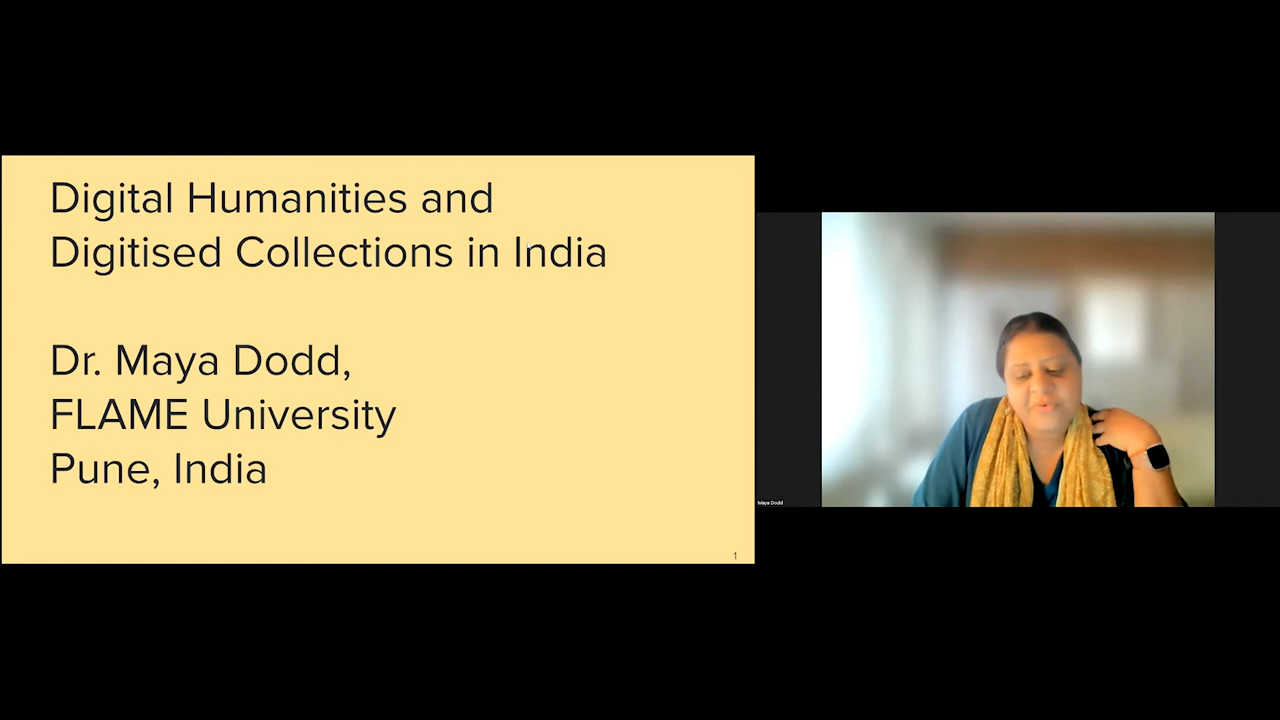 Digital Humanities and
Digitised Collections in India
Dr. Maya Dodd,
FLAME University
Pune, India
1
Maya Dodd